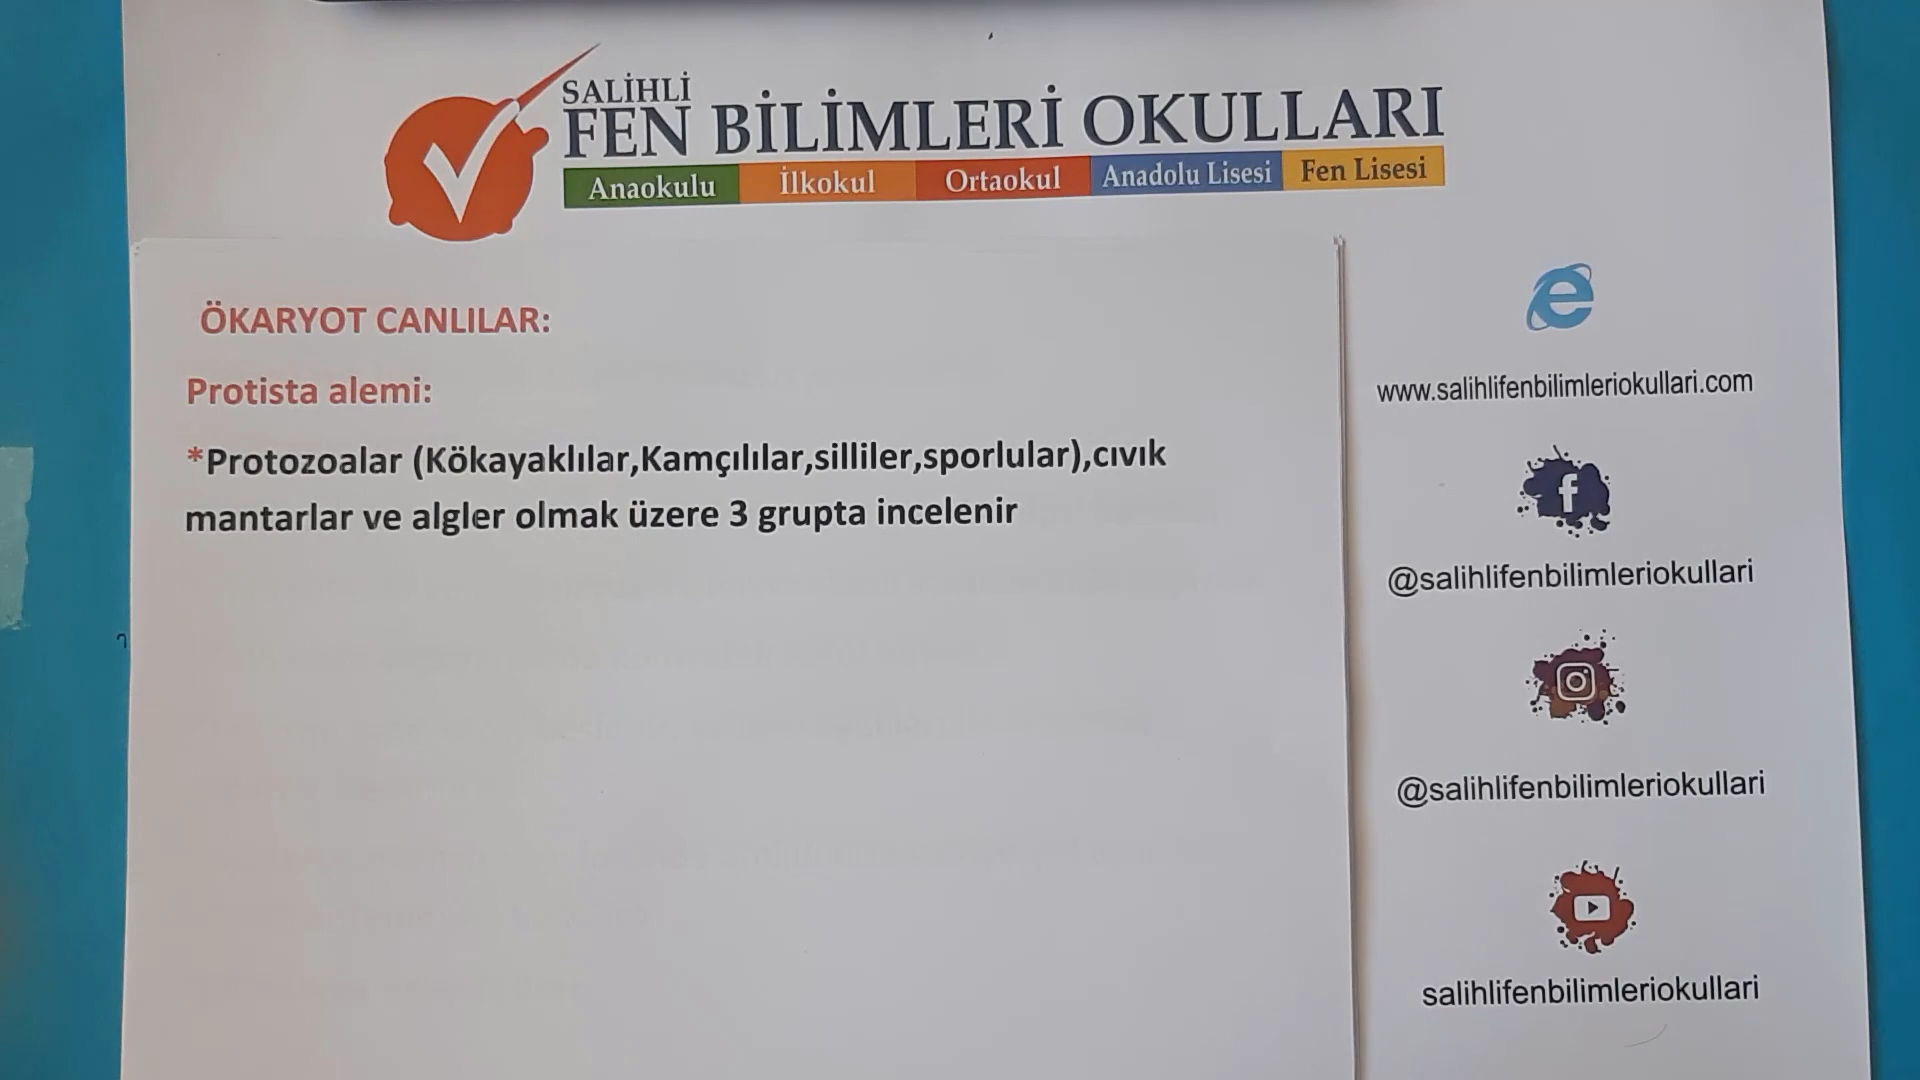 SALİHLİ
FEN BİLİMLERİ OKULLARI
Anaokulu İlkokul Ortaokul Anadolu Lisesi Fen Lisesi
ÖKARYOT CANLILAR:
Protista alemi:
*Protozoalar (Kökayaklılar,Kamçılılar,silliler,sporlular),cıvık
mantarlar ve algler olmak üzere 3 grupta incelenir
www.salihlifenbilimleriokullari.com
@salihlifenbilimleriokullari
@salihlifenbilimleriokullari
salihlifenbilimleriokullari